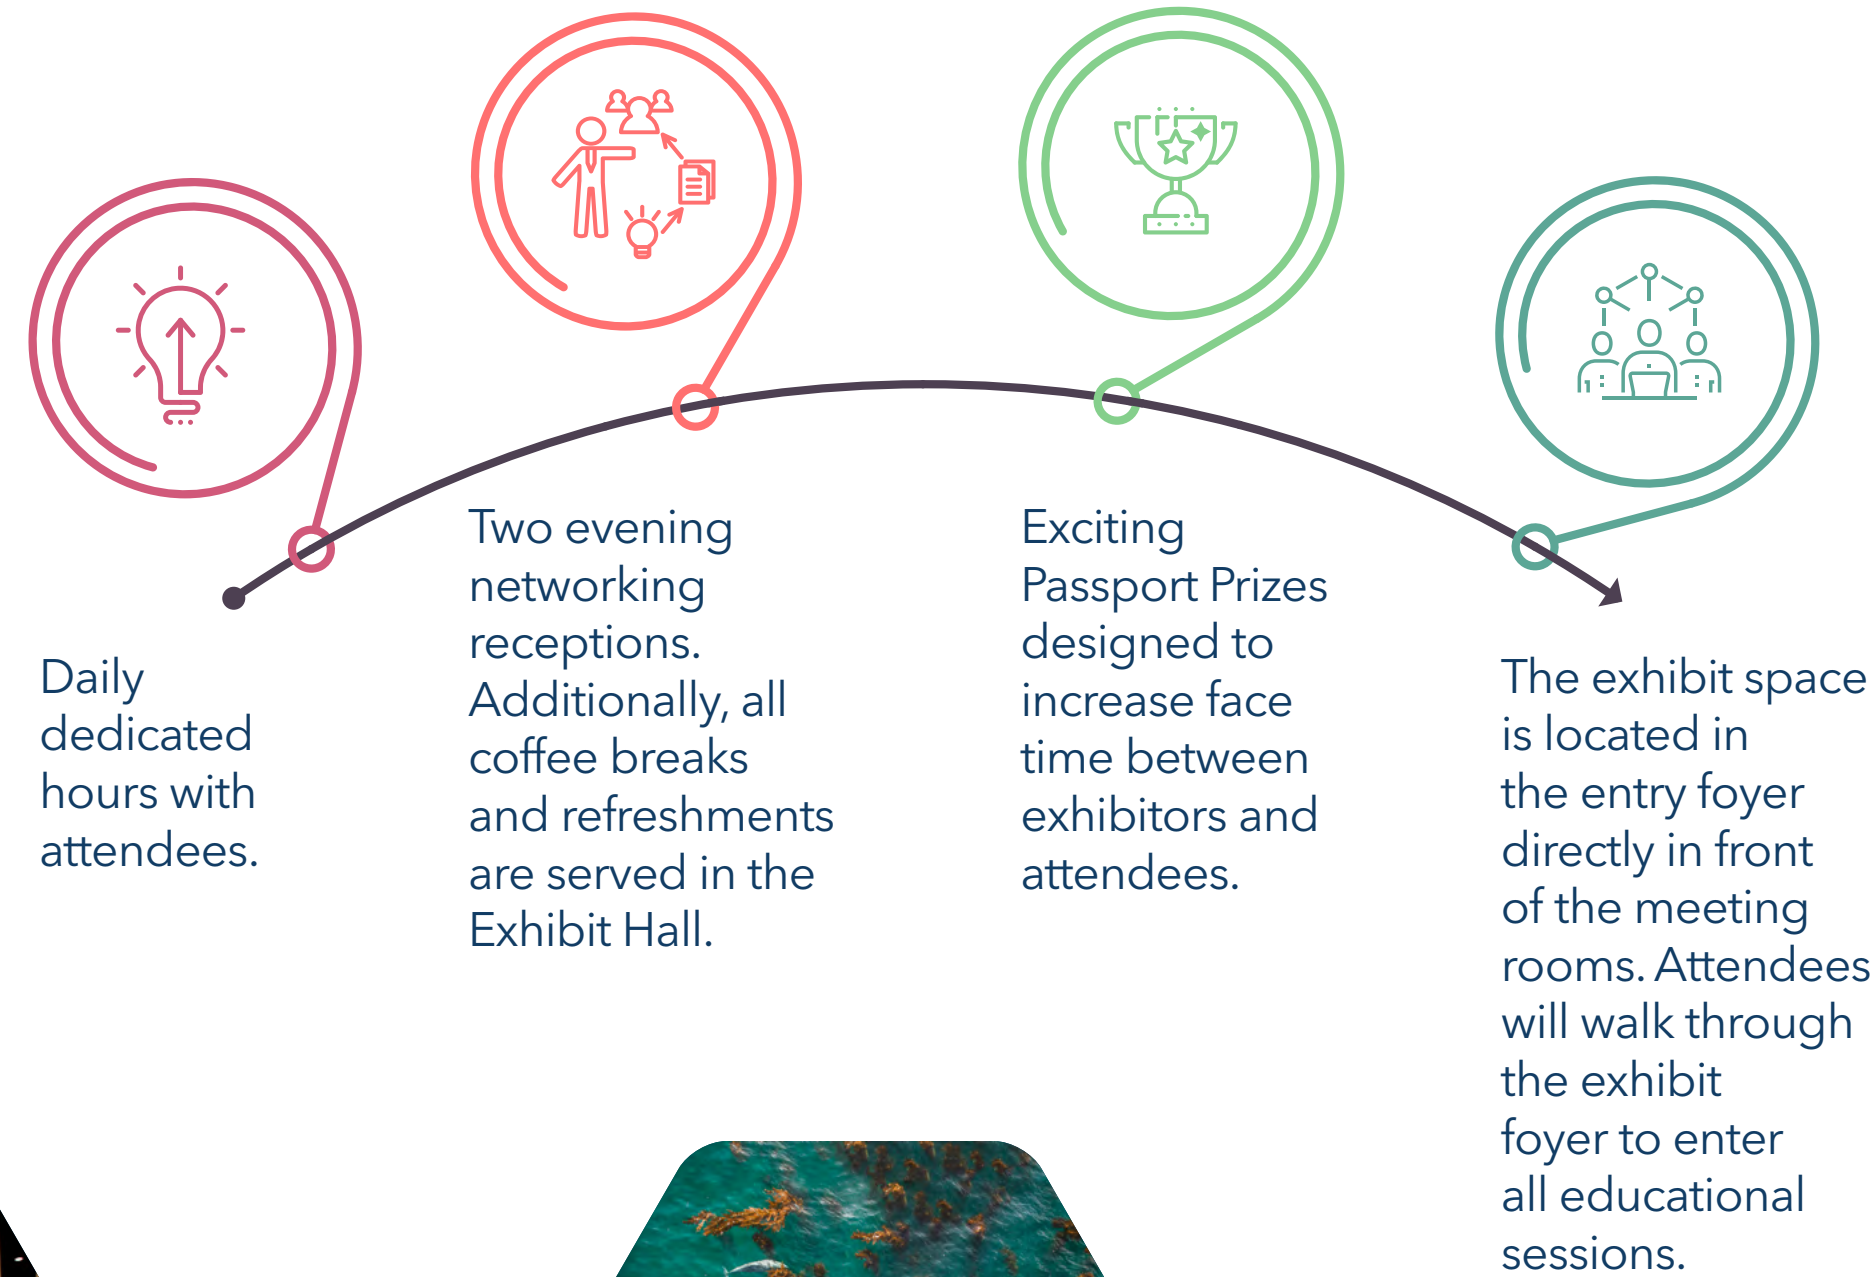 Daily
dedicated
hours with
attendees.
Two evening
networking
receptions.
Additionally, all
coffee breaks
and refreshments
are served in the
Exhibit Hall.
Exciting
Passport Prizes
designed to
increase face
time between
exhibitors and
attendees.
The exhibit space
is located in
the entry foyer
directly in front
of the meeting
rooms. Attendees
will walk through
the exhibit
foyer to enter
all educational
sessions.